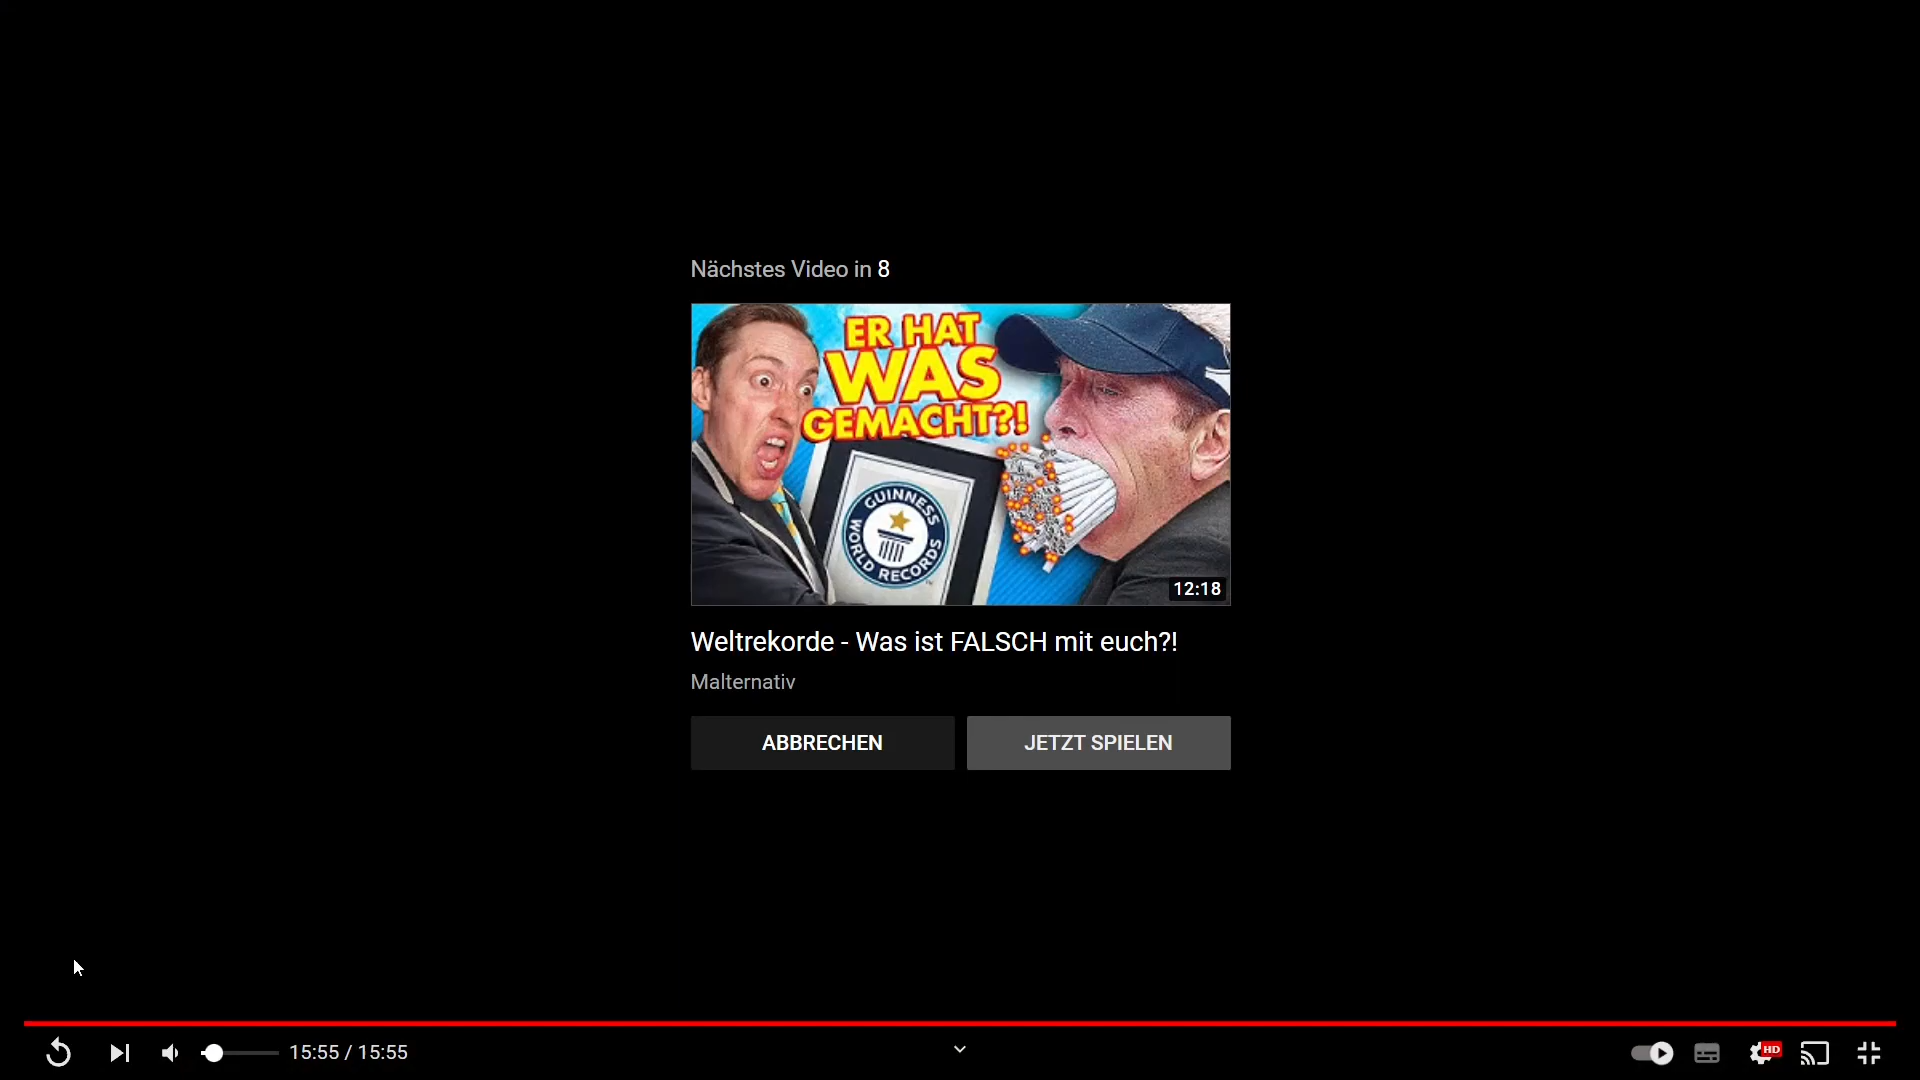 Nächstes Video in 8
ER HAT
WAS
GEMACHT?!
GUINNESS
WORLD RECORDS
TM
12:18
Weltrekorde - Was ist FALSCH mit euch?!
Malternativ
ABBRECHEN
JETZT SPIELEN
15:55 / 15:55
HD